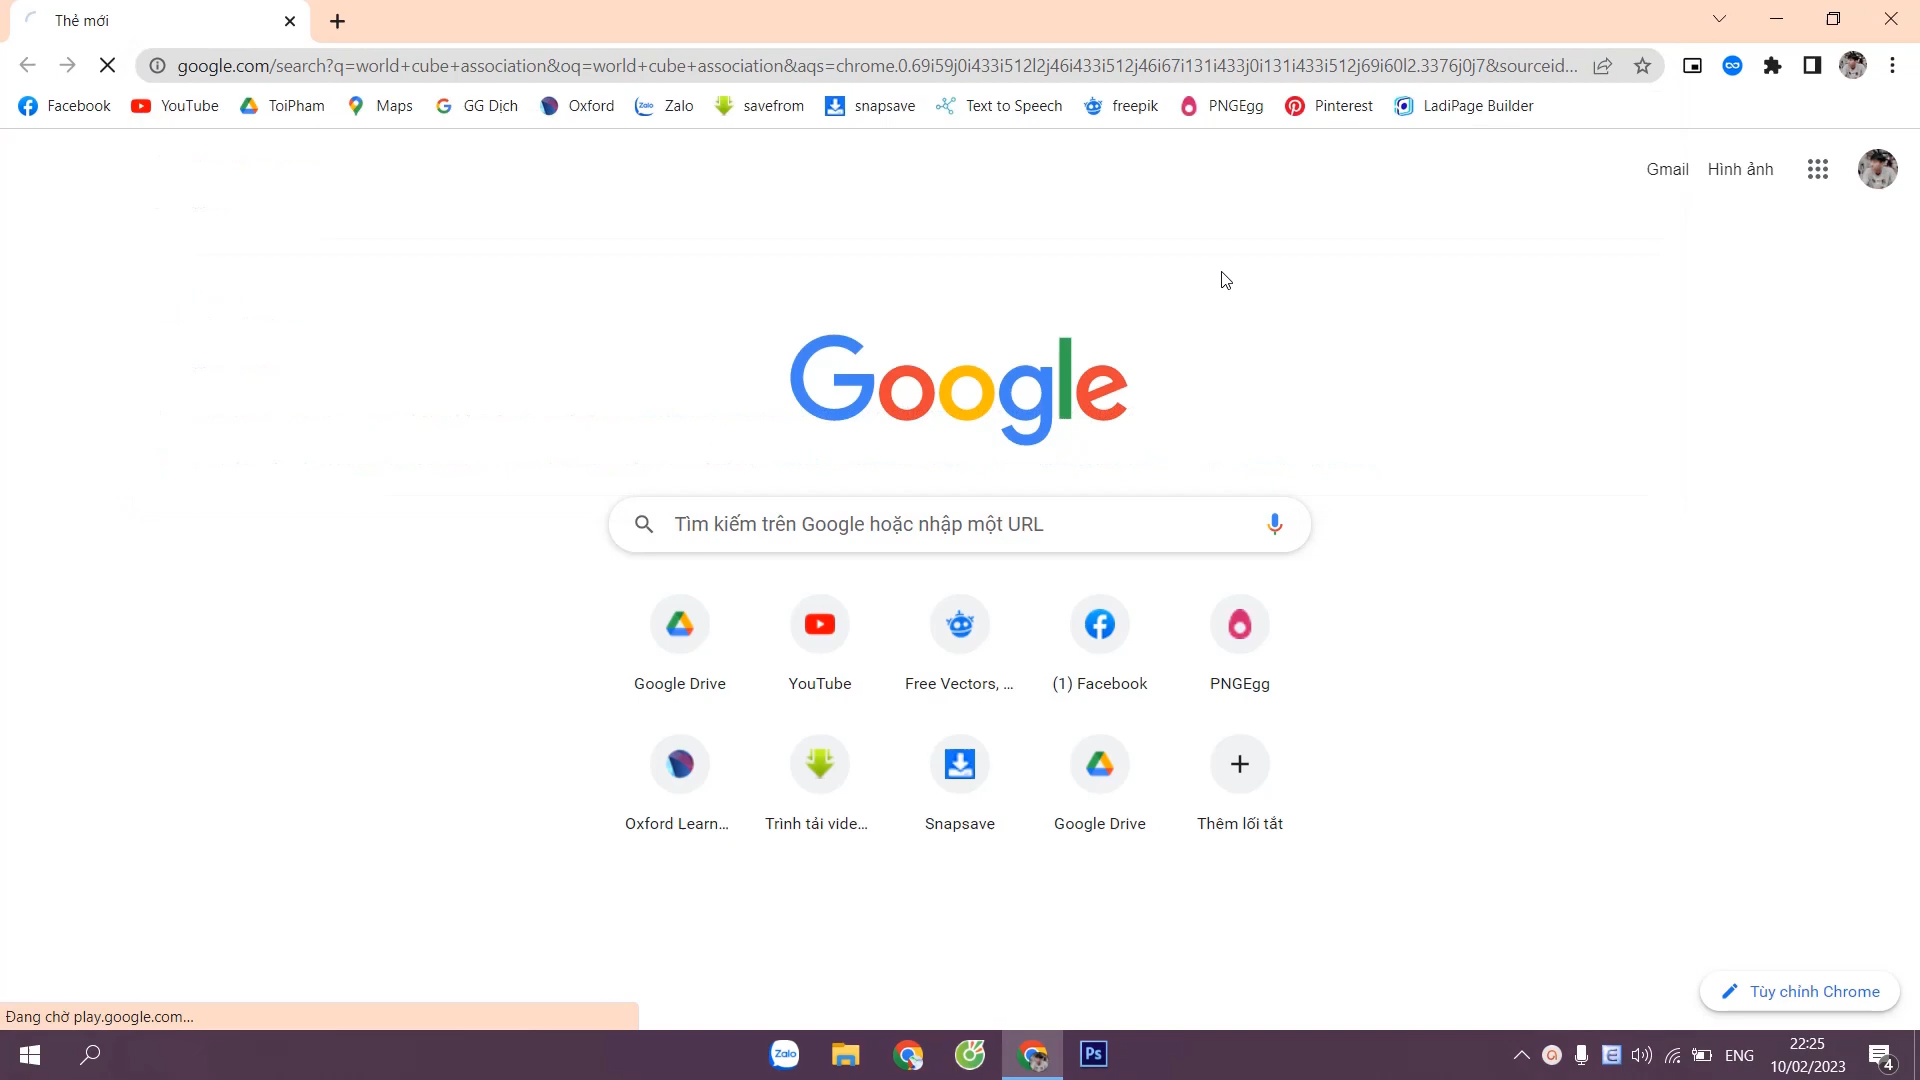 Thẻ mới
google.com/search?q=world+cube+association&oq=world+cube+association&aqs=chrome.0.69i59j0i433i512l2j46i433i512j46i67i131i433j0i131i433i512j69i60l2.3376j0j7&sourceid...
Facebook YouTube ToiPham Maps GG Dịch Oxford Zalo savefrom snapsave Text to Speech freepik PNGEgg Pinterest LadiPage Builder
Gmail Hình ảnh
Google
Tìm kiếm trên Google hoặc nhập một URL
Google Drive YouTube Free Vectors, ... (1) Facebook PNGEgg
Oxford Learn... Trình tải vide... Snapsave Google Drive Thêm lối tắt
Tùy chỉnh Chrome
Đang chờ play.google.com...
Zalo Ps ENG 22:25
10/02/2023 4